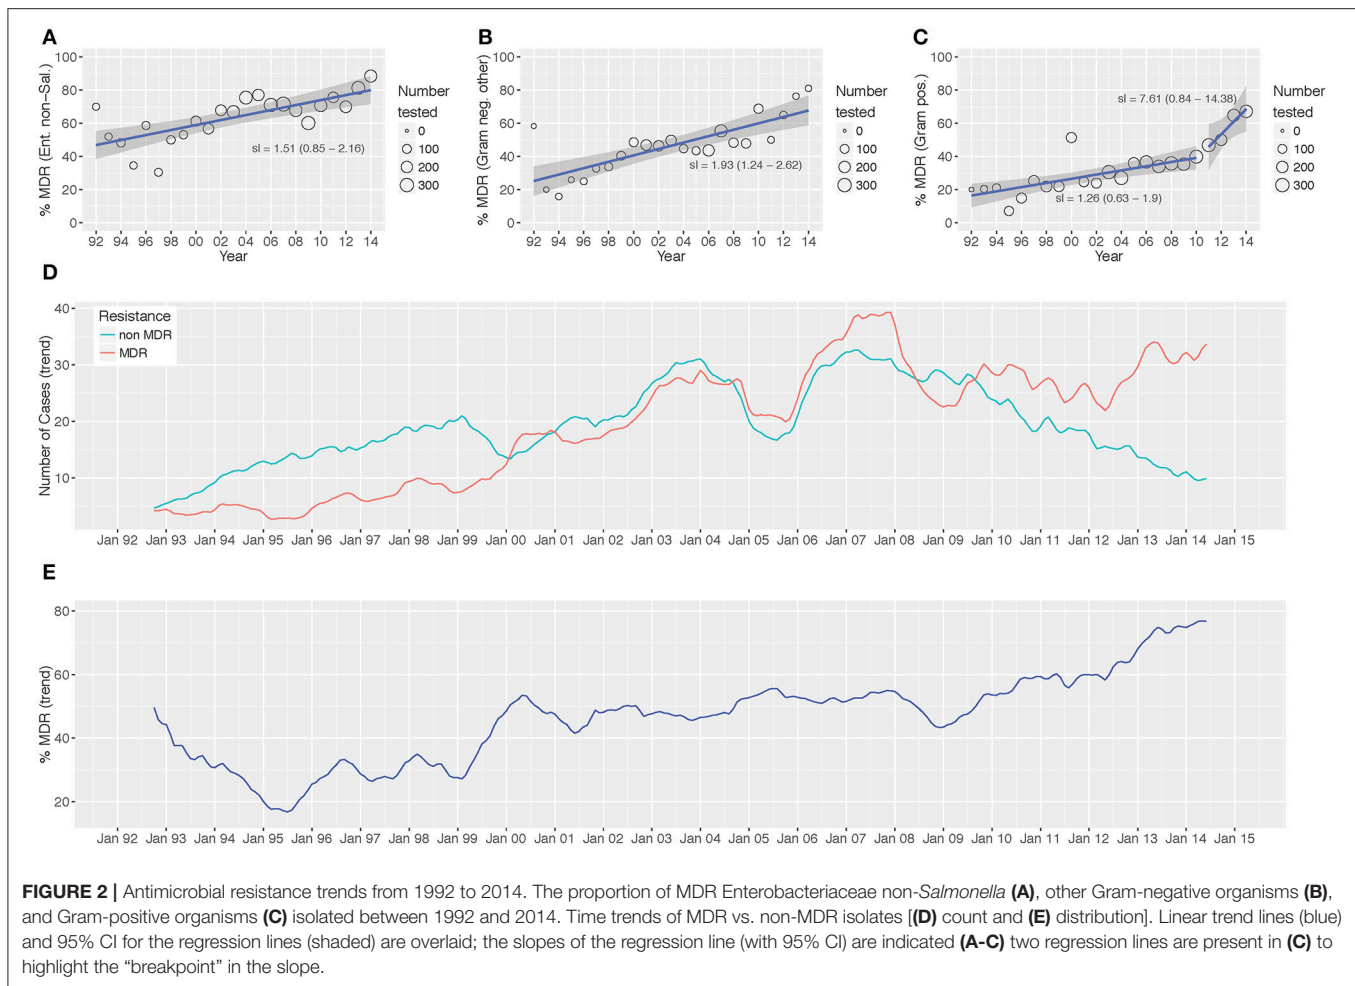 A
% MDR (Ent. non−Sal.)
100
80
60
40
20
0
sl = 1.51 (0.85 − 2.16)
92 94 96 98 00 02 04 06 08 10 12 14
Year
Number
tested
0
100
200
300
B
% MDR (Gram neg. other)
100
80
60
40
20
0
sl = 1.93 (1.24 − 2.62)
92 94 96 98 00 02 04 06 08 10 12 14
Year
Number
tested
0
100
200
300
C
% MDR (Gram pos.)
100
80
60
40
20
0
sl = 7.61 (0.84 − 14.38)
sl = 1.26 (0.63 − 1.9)
92 94 96 98 00 02 04 06 08 10 12 14
Year
Number
tested
0
100
200
300
D
Number of Cases (trend)
40
30
20
10
Resistance
non MDR
MDR
Jan 92 Jan 93 Jan 94 Jan 95 Jan 96 Jan 97 Jan 98 Jan 99 Jan 00 Jan 01 Jan 02 Jan 03 Jan 04 Jan 05 Jan 06 Jan 07 Jan 08 Jan 09 Jan 10 Jan 11 Jan 12 Jan 13 Jan 14 Jan 15
E
% MDR (trend)
80
60
40
20
Jan 92 Jan 93 Jan 94 Jan 95 Jan 96 Jan 97 Jan 98 Jan 99 Jan 00 Jan 01 Jan 02 Jan 03 Jan 04 Jan 05 Jan 06 Jan 07 Jan 08 Jan 09 Jan 10 Jan 11 Jan 12 Jan 13 Jan 14 Jan 15
FIGURE 2 | Antimicrobial resistance trends from 1992 to 2014. The proportion of MDR Enterobacteriaceae non-Salmonella (A), other Gram-negative organisms (B),
and Gram-positive organisms (C) isolated between 1992 and 2014. Time trends of MDR vs. non-MDR isolates [(D) count and (E) distribution]. Linear trend lines (blue)
and 95% CI for the regression lines (shaded) are overlaid; the slopes of the regression line (with 95% CI) are indicated (A-C) two regression lines are present in (C) to
highlight the “breakpoint” in the slope.